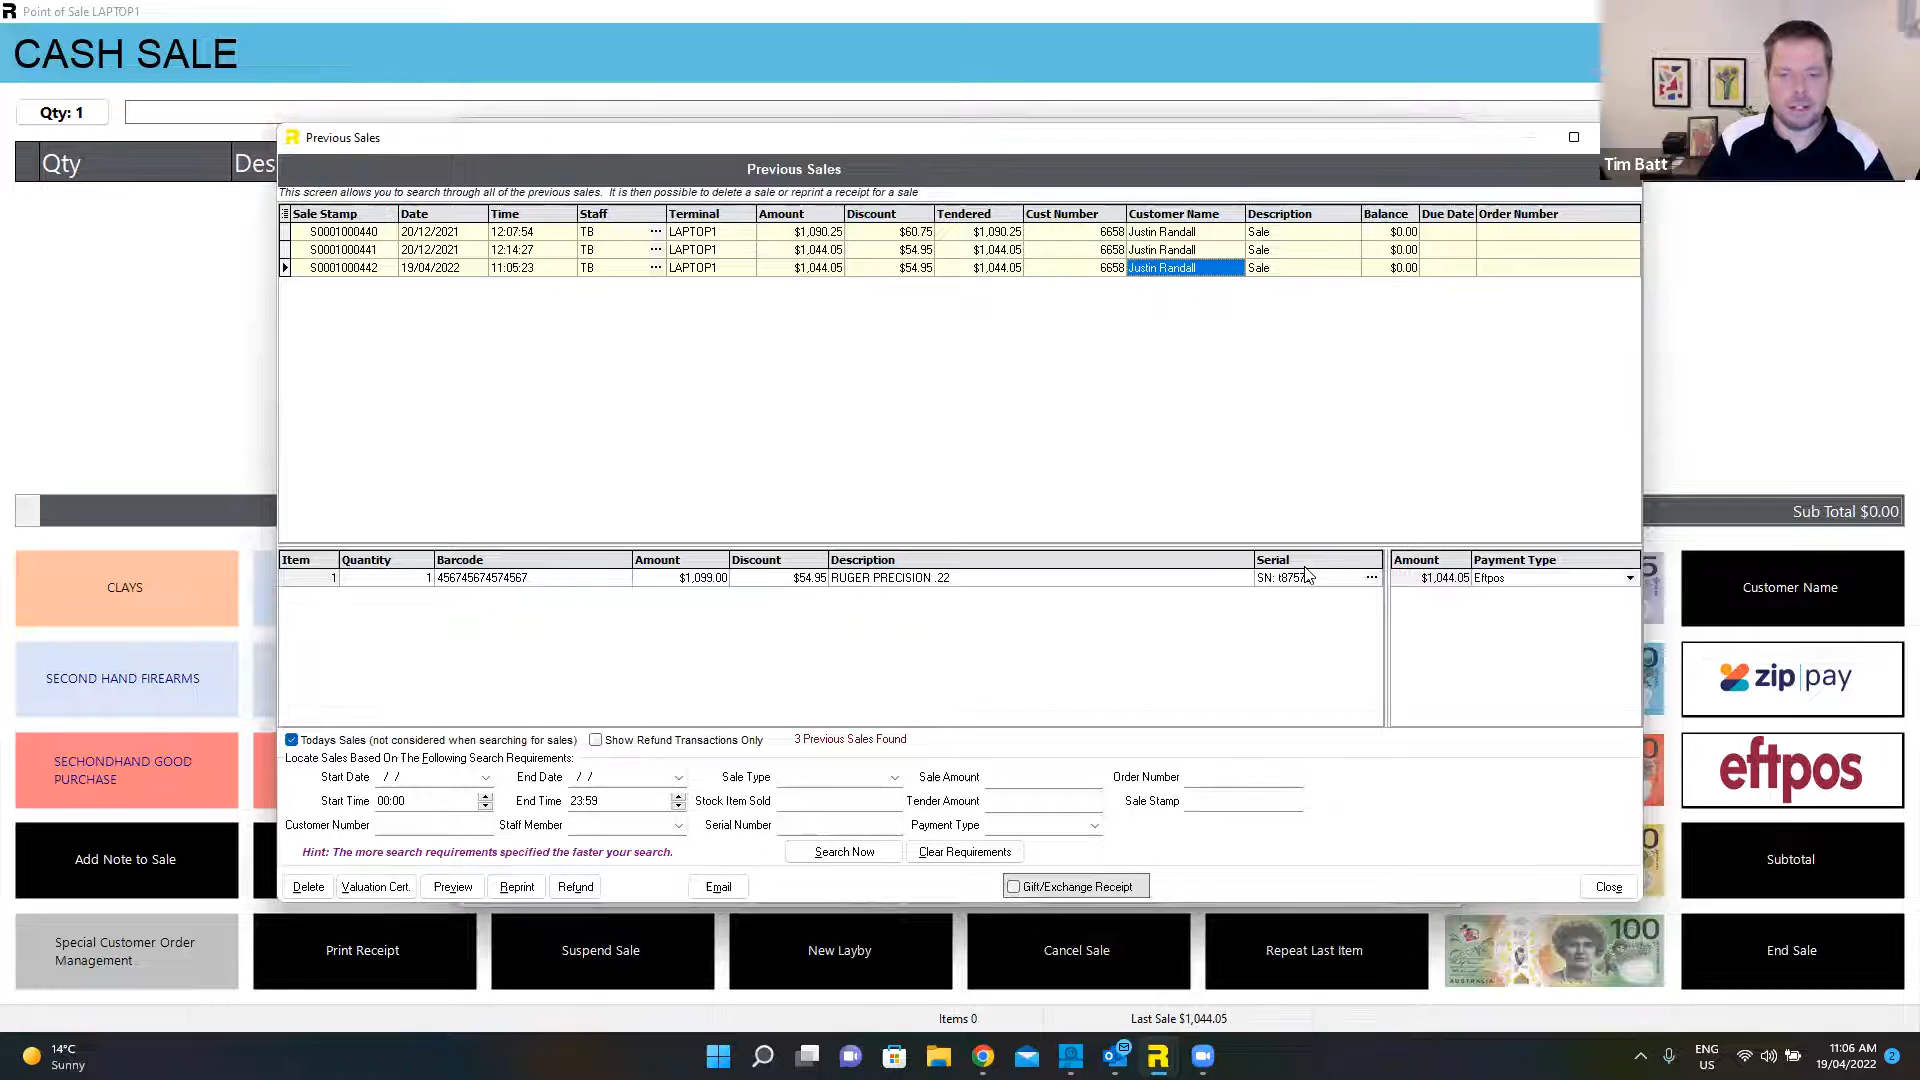 Point of Sale LAPTOP1
CASH SALE
Qty: 1
Qty
Des
Tim Batt
Previous Sales
Previous Sales
This screen allows you to search through all of the previous sales. It is then possible to delete a sale or reprint a receipt for a sale
Sale Stamp Date Time Staff Terminal Amount Discount Tendered Cust Number Customer Name Description Balance Due Date Order Number
S0001000440 20/12/2021 12:07:54 TB ... LAPTOP1 $1,090.25 $60.75 $1,090.25 6658 Justin Randall Sale $0.00
S0001000441 20/12/2021 12:14:27 TB ... LAPTOP1 $1,044.05 $54.95 $1,044.05 6658 Justin Randall Sale $0.00
S0001000442 19/04/2022 11:05:23 TB ... LAPTOP1 $1,044.05 $54.95 $1,044.05 6658 Justin Randall Sale $0.00
Sub Total $0.00
Item Quantity Barcode Amount Discount Description Serial Amount Payment Type
1 1 456745674574567 $1,099.00 $54.95 RUGER PRECISION .22 SN: t8757 ... $1,044.05 Eftpos
Todays Sales (not considered when searching for sales) Show Refund Transactions Only 3 Previous Sales Found
Locate Sales Based On The Following Search Requirements:
Start Date / / End Date / / Sale Type Sale Amount Order Number
Start Time 00:00 End Time 23:59 Stock Item Sold Tender Amount Sale Stamp
Customer Number Staff Member Serial Number Payment Type
Hint: The more search requirements specified the faster your search. Search Now Clear Requirements
Delete Valuation Cert. Preview Reprint Refund Email Gift/Exchange Receipt Close
CLAYS
SECOND HAND FIREARMS
SECHONDHAND GOOD
PURCHASE
Add Note to Sale
Special Customer Order
Management
Print Receipt
Suspend Sale
New Layby
Cancel Sale
Repeat Last Item
5
100
AUSTRALIA
Customer Name
zip pay
eftpos
Subtotal
End Sale
Items 0 Last Sale $1,044.05
14°C
Sunny
ENG
US
11:06 AM
19/04/2022
2